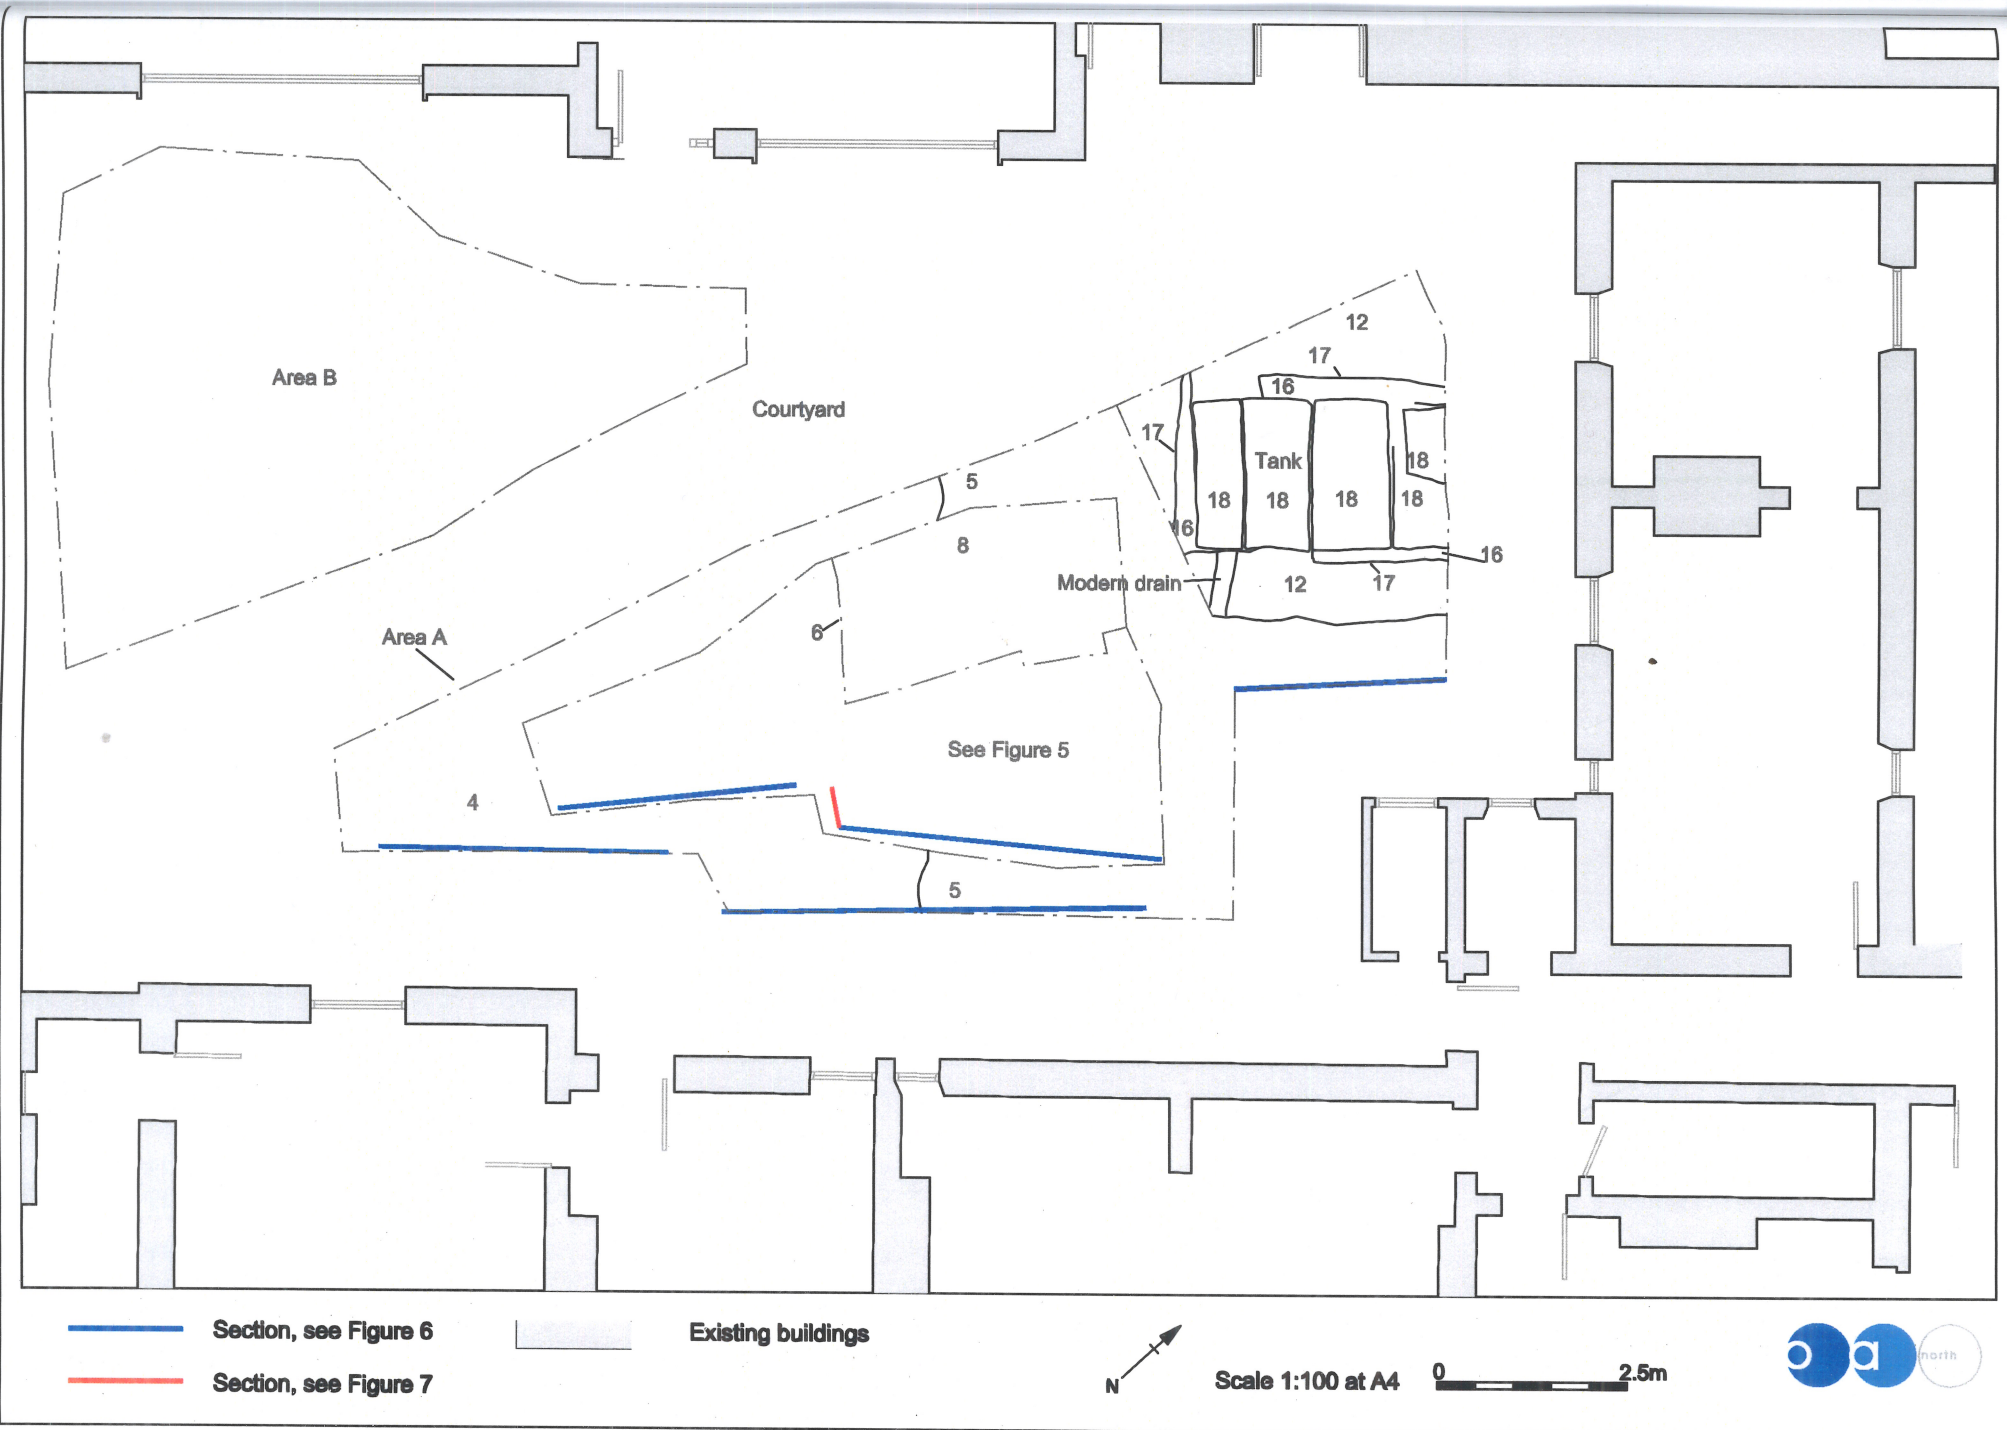 12
17
16
Area B
Courtyard
17
Tank
18
5
18
18
18
18
16
8
16
Modern drain
12
17
6
Area A
See Figure 5
4
5
Section, see Figure 6
Existing buildings
Section, see Figure 7
N
Scale 1:100 at A4
0
2.5m
oa north